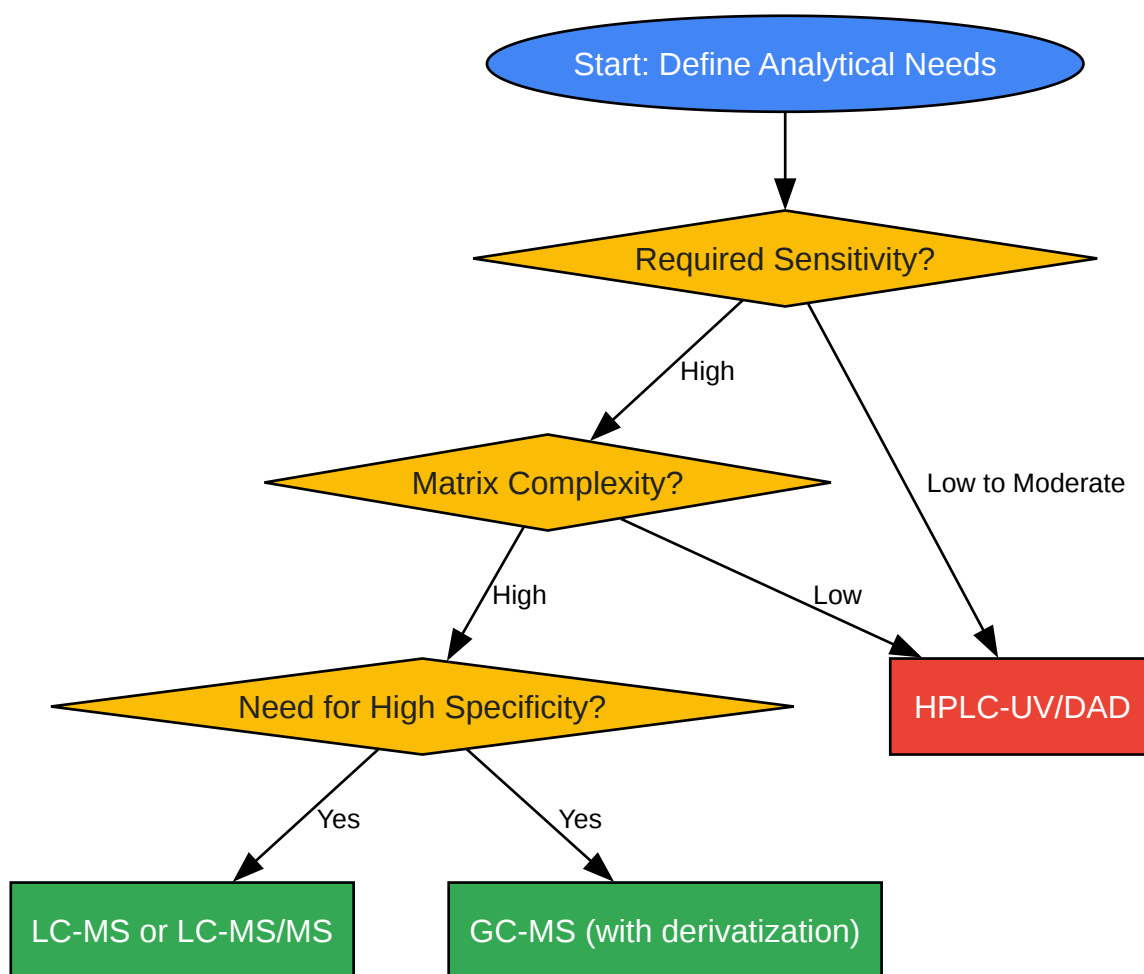 Start: Define Analytical Needs
Required Sensitivity?
High
Matrix Complexity?
Low to Moderate
High
Low
Need for High Specificity?
HPLC-UV/DAD
Yes
Yes
LC-MS or LC-MS/MS
GC-MS (with derivatization)